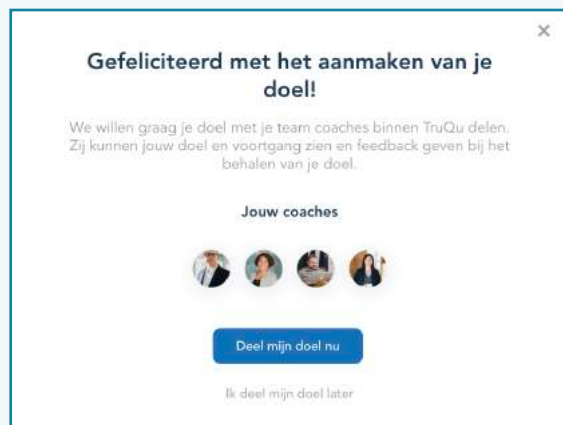 Gefeliciteerd met het aanmaken van je
doel!
We willen graag je doel met je team coaches binnen TruQu delen.
Zij kunnen jouw doel en voortgang zien en feedback geven bij het
behalen van je doel.
Jouw coaches
Deel mijn doel nu
Ik deel mijn doel later